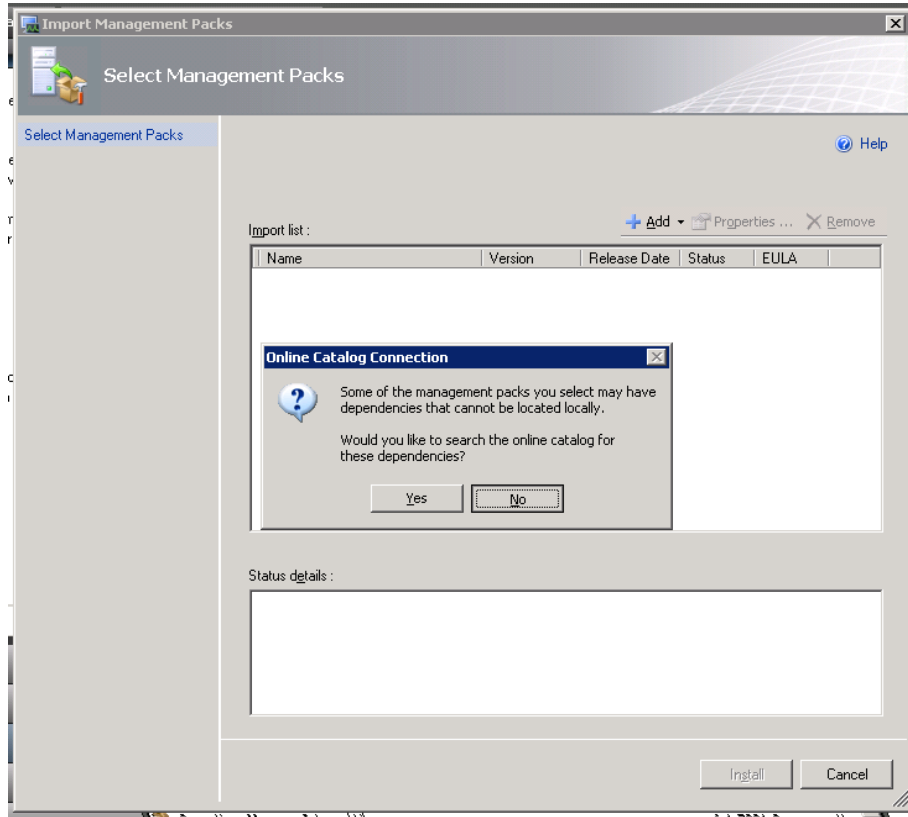 Import Management Packs
Select Management Packs
Select Management Packs
Help
Import list :
Add
Properties ...
Remove
Name
Version
Release Date
Status
EULA
Online Catalog Connection
Some of the management packs you select may have
dependencies that cannot be located locally.
Would you like to search the online catalog for
these dependencies?
Yes
No
Status details :
Install
Cancel